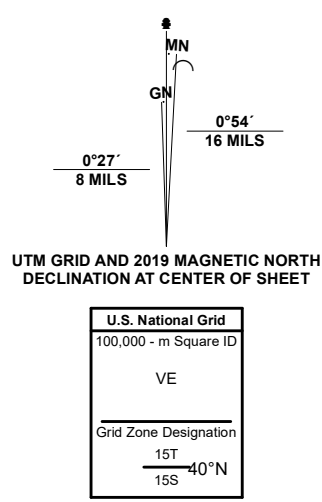 MN
GN
0°54´
16 MILS
0°27´
8 MILS
UTM GRID AND 2019 MAGNETIC NORTH
DECLINATION AT CENTER OF SHEET
U.S. National Grid
100,000 - m Square ID
VE
Grid Zone Designation
15T
40°N
15S